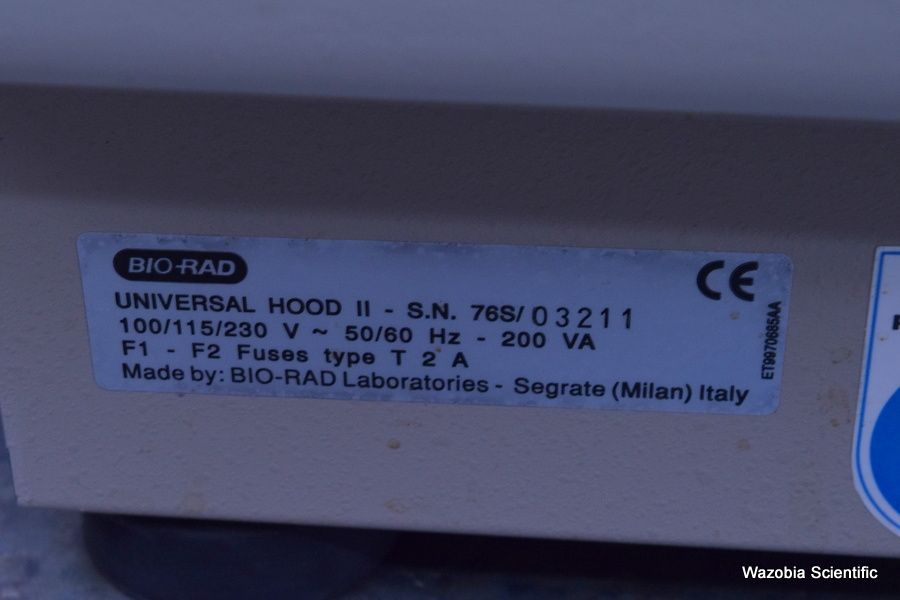 BIO-RAD
CE
UNIVERSAL HOOD II - S.N. 76S/03211
100/115/230 V ~ 50/60 Hz - 200 VA
F1 - F2 Fuses type T 2 A
Made by: BIO-RAD Laboratories - Segrate (Milan) Italy
ET9970685AA
Wazobia Scientific